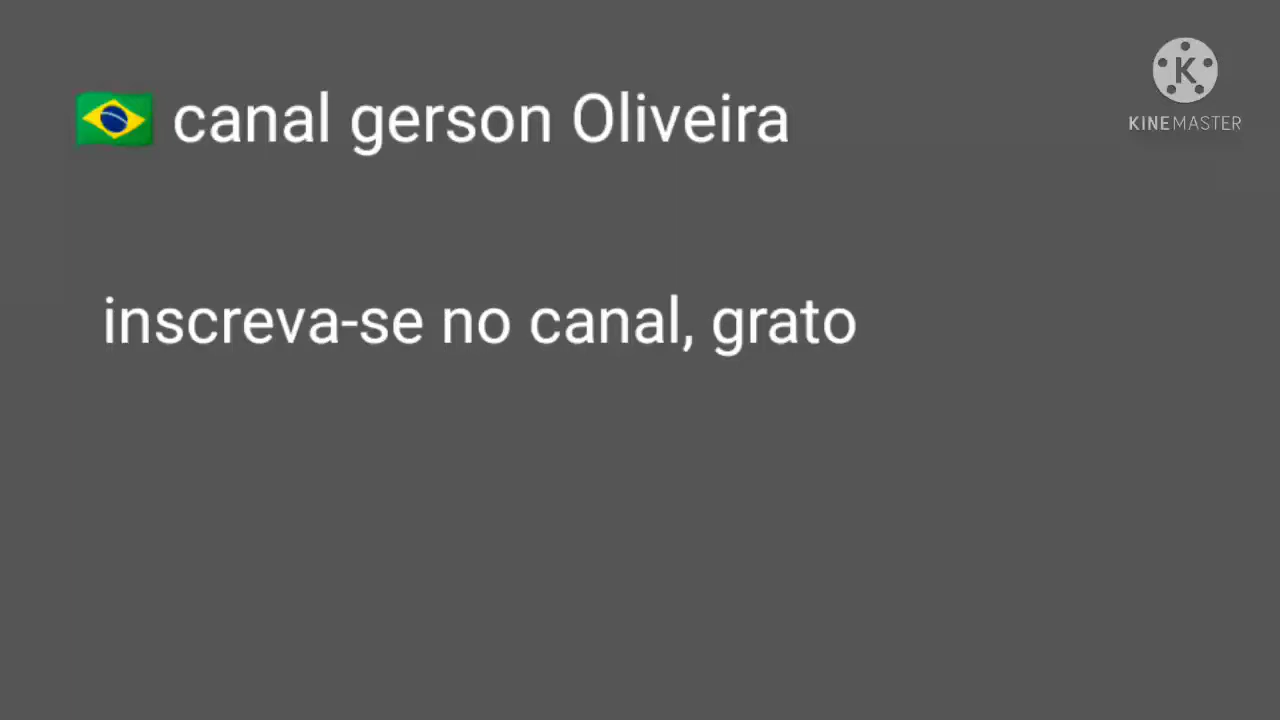 🇧🇷 canal gerson Oliveira
K
KINEMASTER
inscreva-se no canal, grato